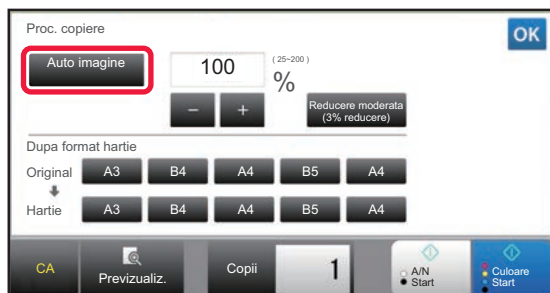 Proc. copiere
OK
Auto imagine
100
( 25~200 )
%
−
+
Reducere moderata
(3% reducere)
Dupa format hartie
Original A3 B4 A4 B5 A4
Hartie A3 B4 A4 B5 A4
CA
Previzualiz.
Copii
1
A/N
Start
Culoare
Start